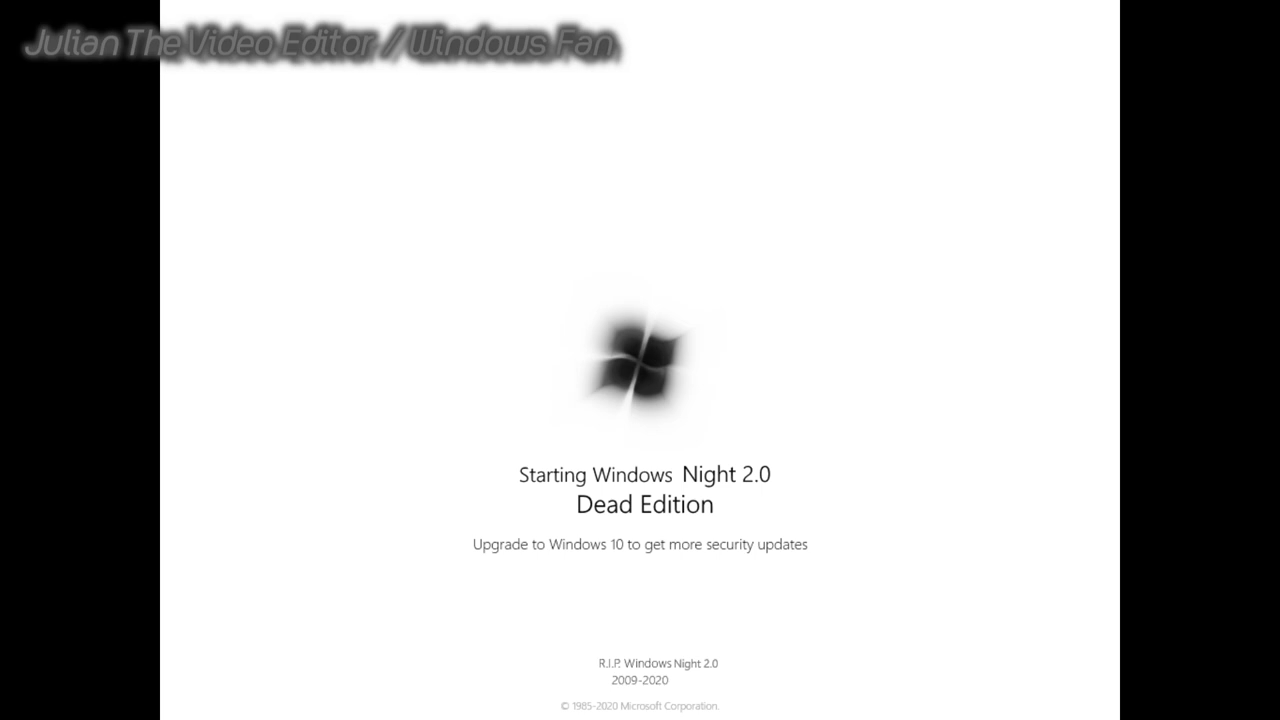 Julian The Video Editor / Windows Fan
Starting Windows Night 2.0
Dead Edition
Upgrade to Windows 10 to get more security updates
R.I.P. Windows Night 2.0
2009-2020
© 1985-2020 Microsoft Corporation.